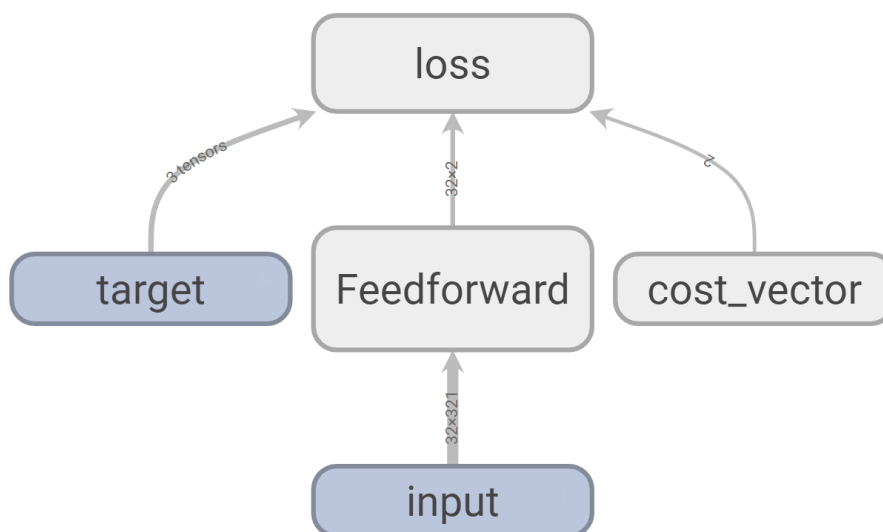 loss
3 tensors
32×2
2
target
Feedforward
cost_vector
32×321
input